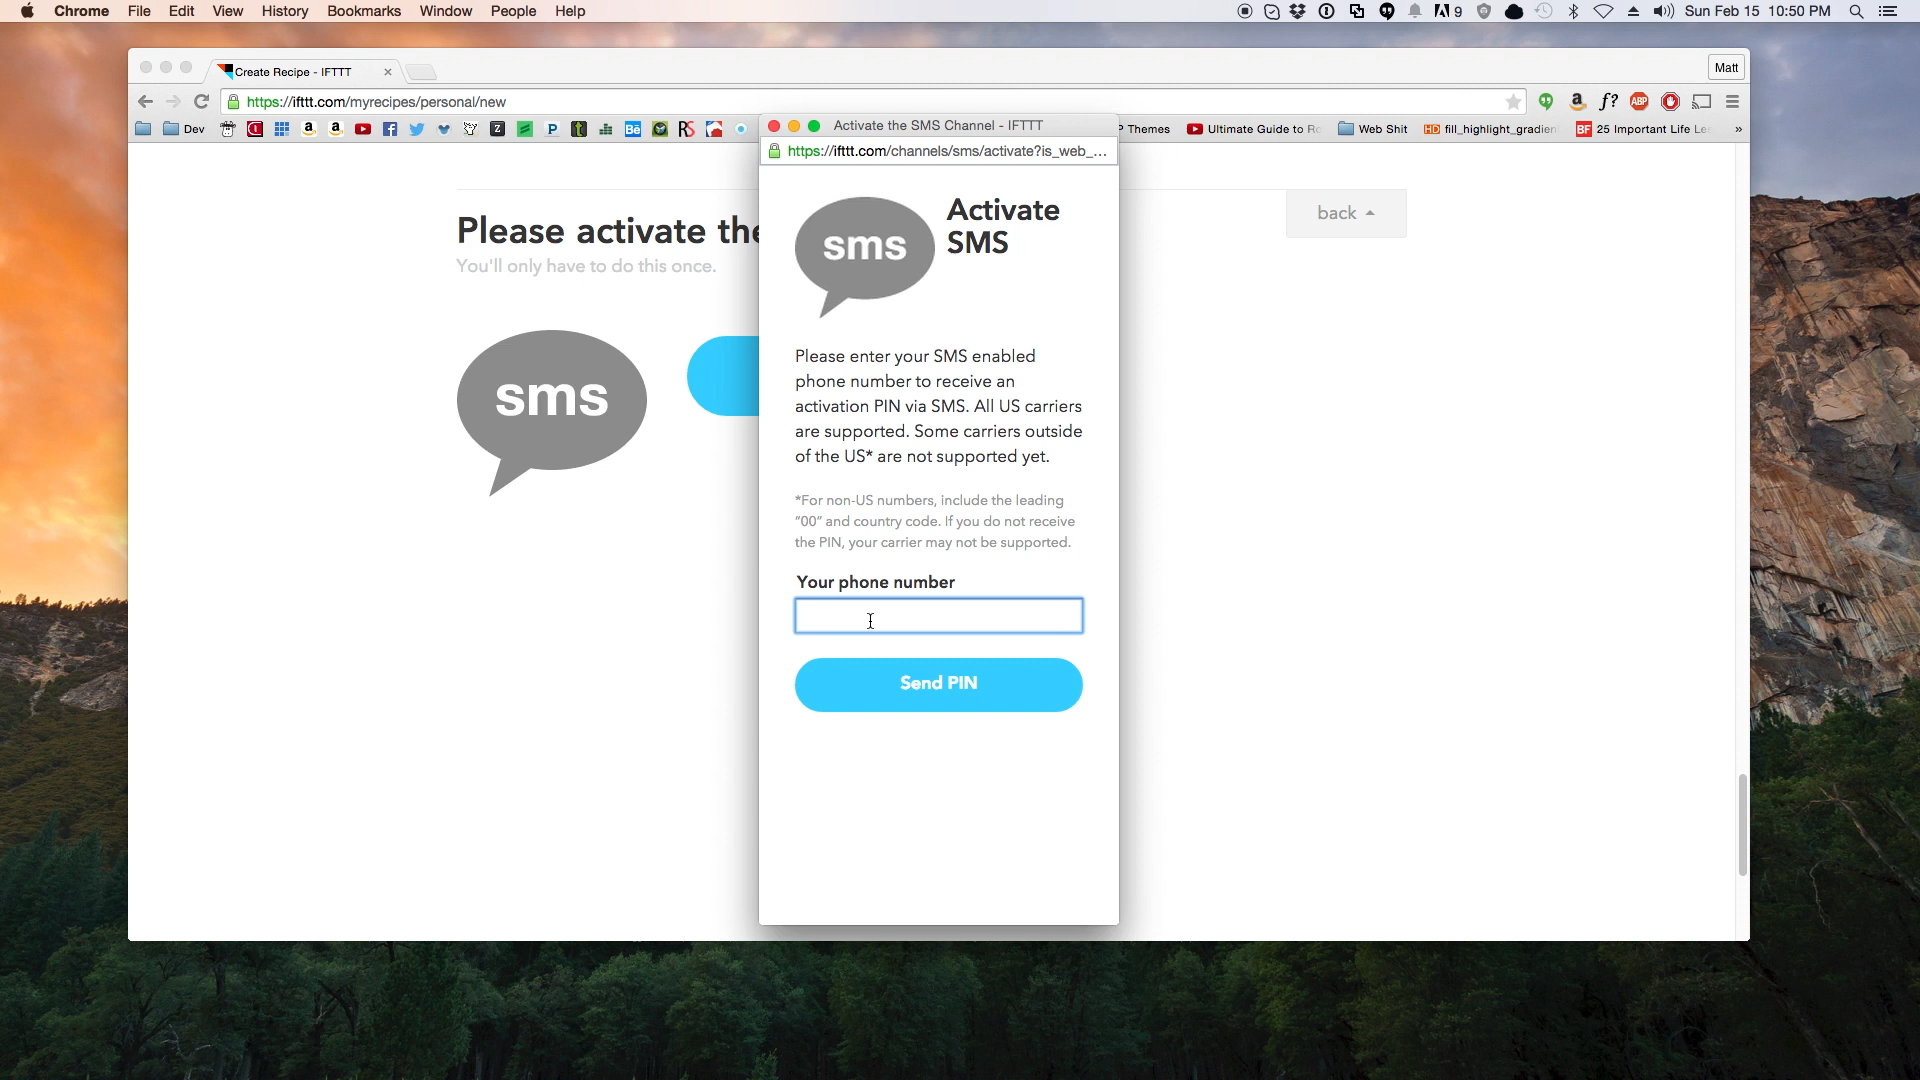 Chrome File Edit View History Bookmarks Window People Help 9 Sun Feb 15 10:50 PM
Create Recipe - IFTTT
Matt
https://ifttt.com/myrecipes/personal/new
f?
ABP
Dev
Themes
Ultimate Guide to
Web Shit
HD fill_highlight_gradien
BF 25 Important Life
Activate the SMS Channel - IFTTT
https://ifttt.com/channels/sms/activate?is_web_...
Please activate the
You'll only have to do this once.
back
sms
sms
Activate
SMS
Please enter your SMS enabled
phone number to receive an
activation PIN via SMS. All US carriers
are supported. Some carriers outside
of the US* are not supported yet.
*For non-US numbers, include the leading
"00" and country code. If you do not receive
the PIN, your carrier may not be supported.
Your phone number
Send PIN